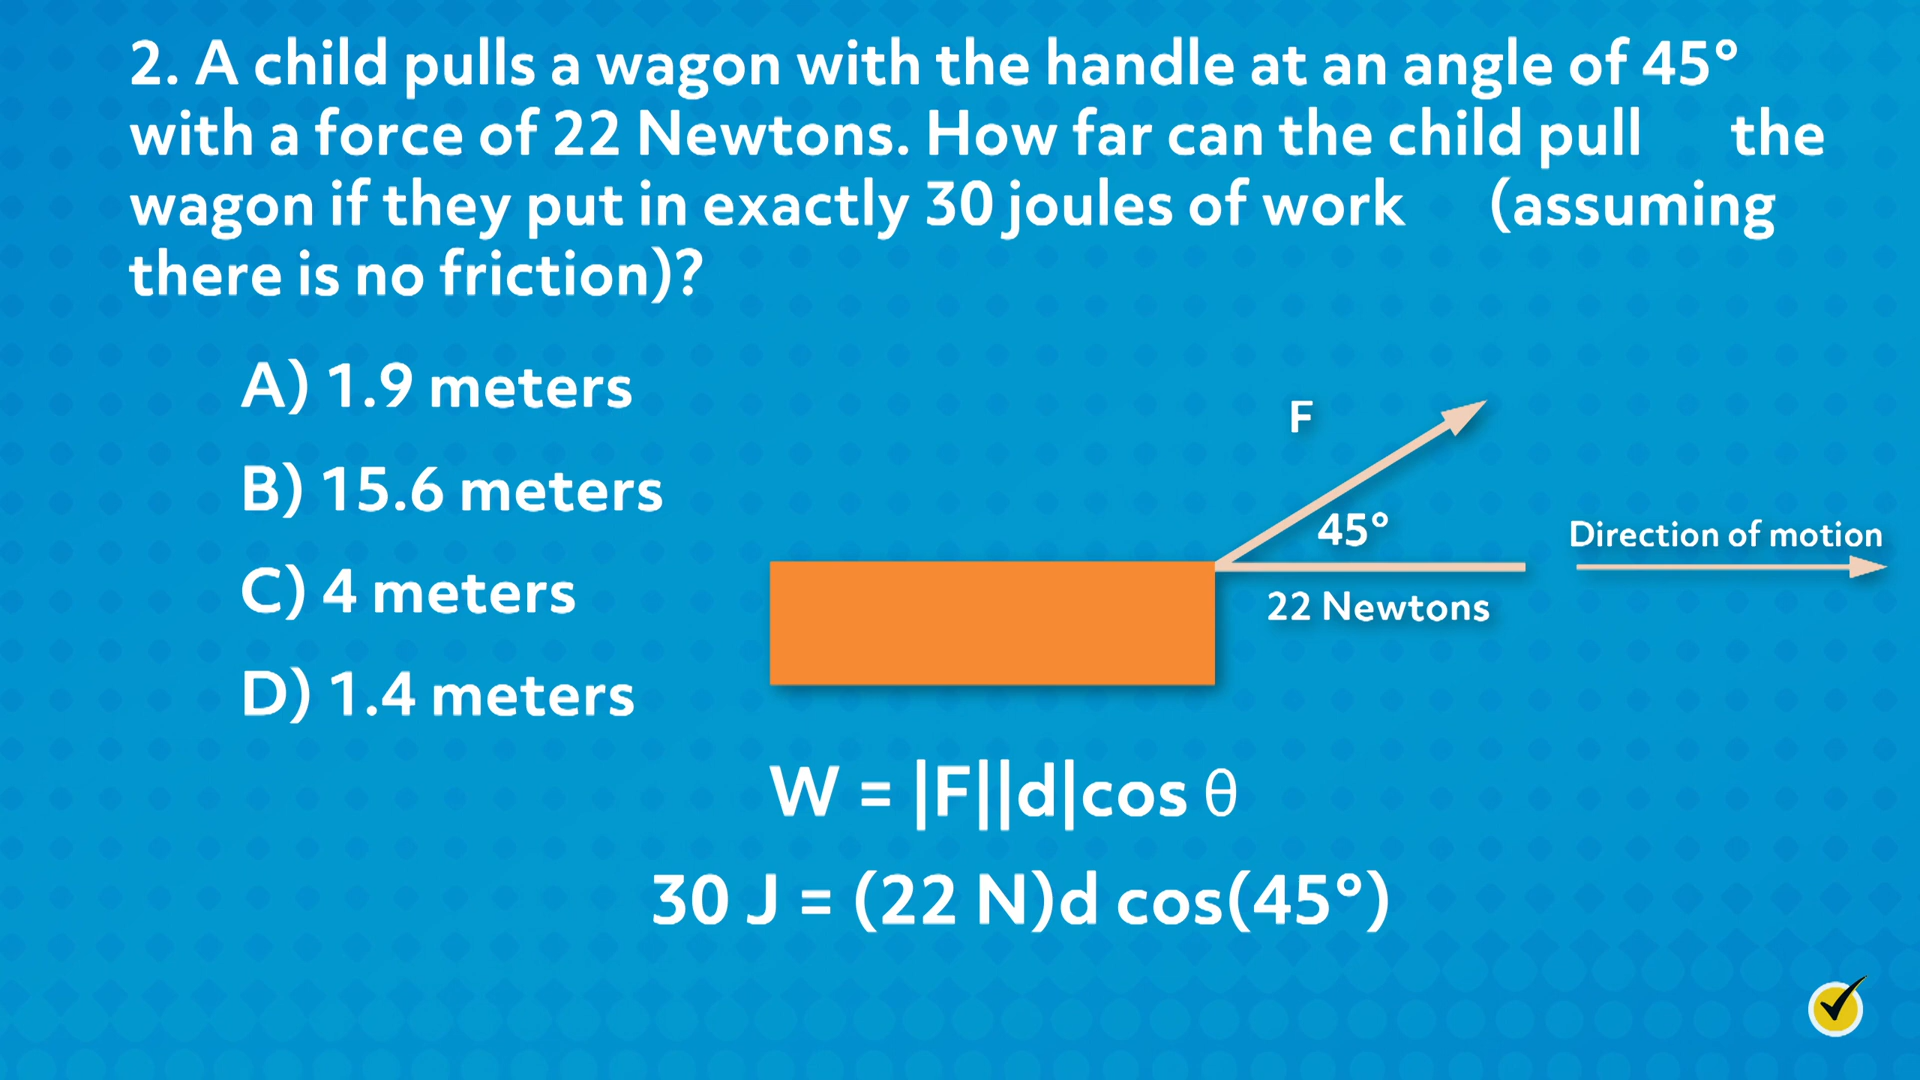 2. A child pulls a wagon with the handle at an angle of 45°
with a force of 22 Newtons. How far can the child pull the
wagon if they put in exactly 30 joules of work (assuming
there is no friction)?
A) 1.9 meters
B) 15.6 meters
C) 4 meters
D) 1.4 meters
F
45°
Direction of motion
22 Newtons
W = |F||d|cos θ
30 J = (22 N)d cos(45°)